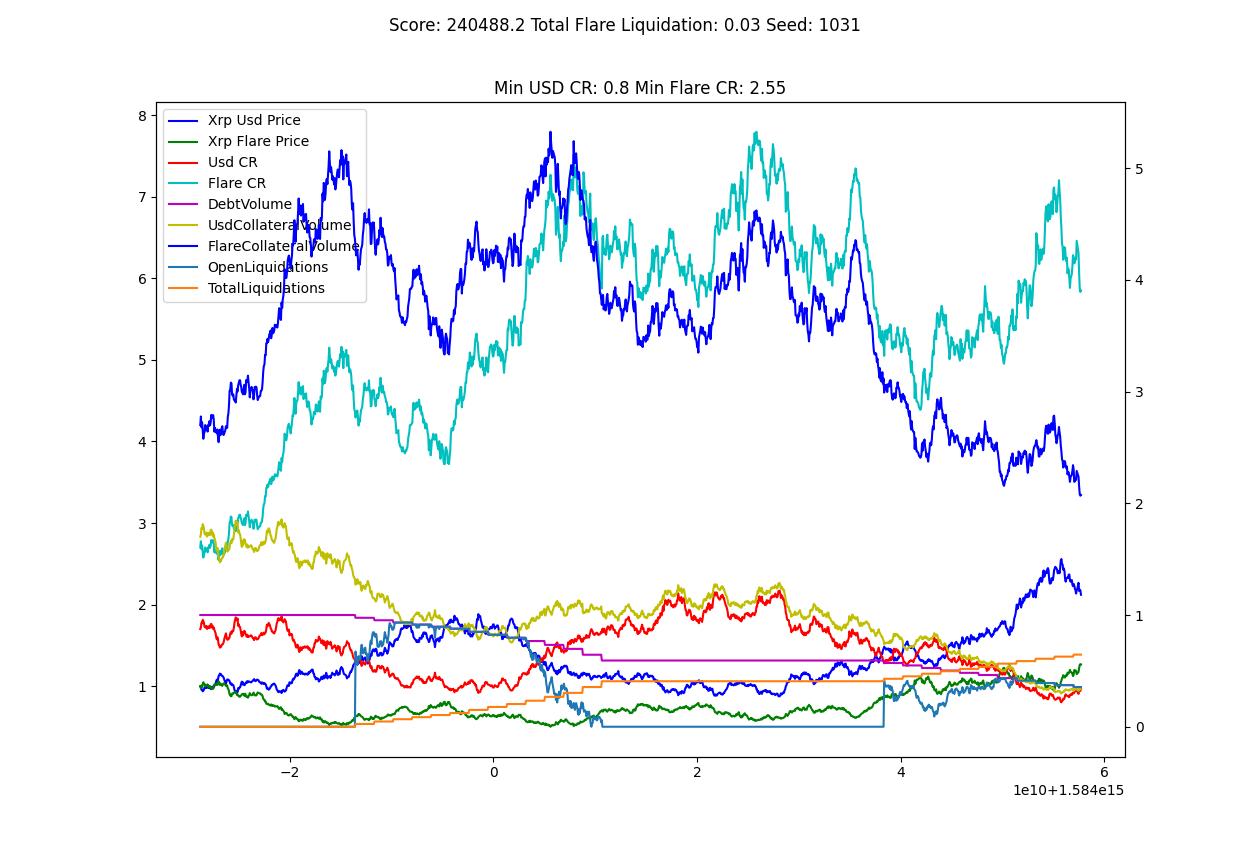 Score: 240488.2 Total Flare Liquidation: 0.03 Seed: 1031
Min USD CR: 0.8 Min Flare CR: 2.55
Xrp Usd Price
Xrp Flare Price
Usd CR
Flare CR
DebtVolume
UsdCollateralVolume
FlareCollateralVolume
OpenLiquidations
TotalLiquidations
8
7
6
5
4
3
2
1
5
4
3
2
1
0
−2
0
2
4
6
1e10+1.584e15